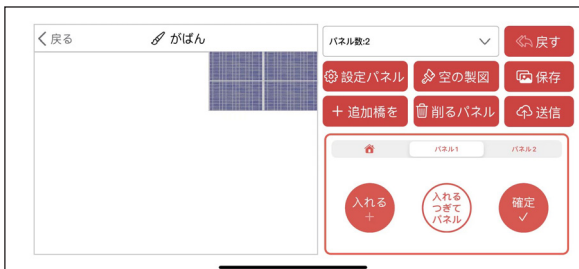 戻る
がばん
パネル数:2
戻す
設定パネル
空の製図
保存
+ 追加橋を
削るパネル
送信
パネル1
パネル2
入れる
+
入れる
つぎて
パネル
確定